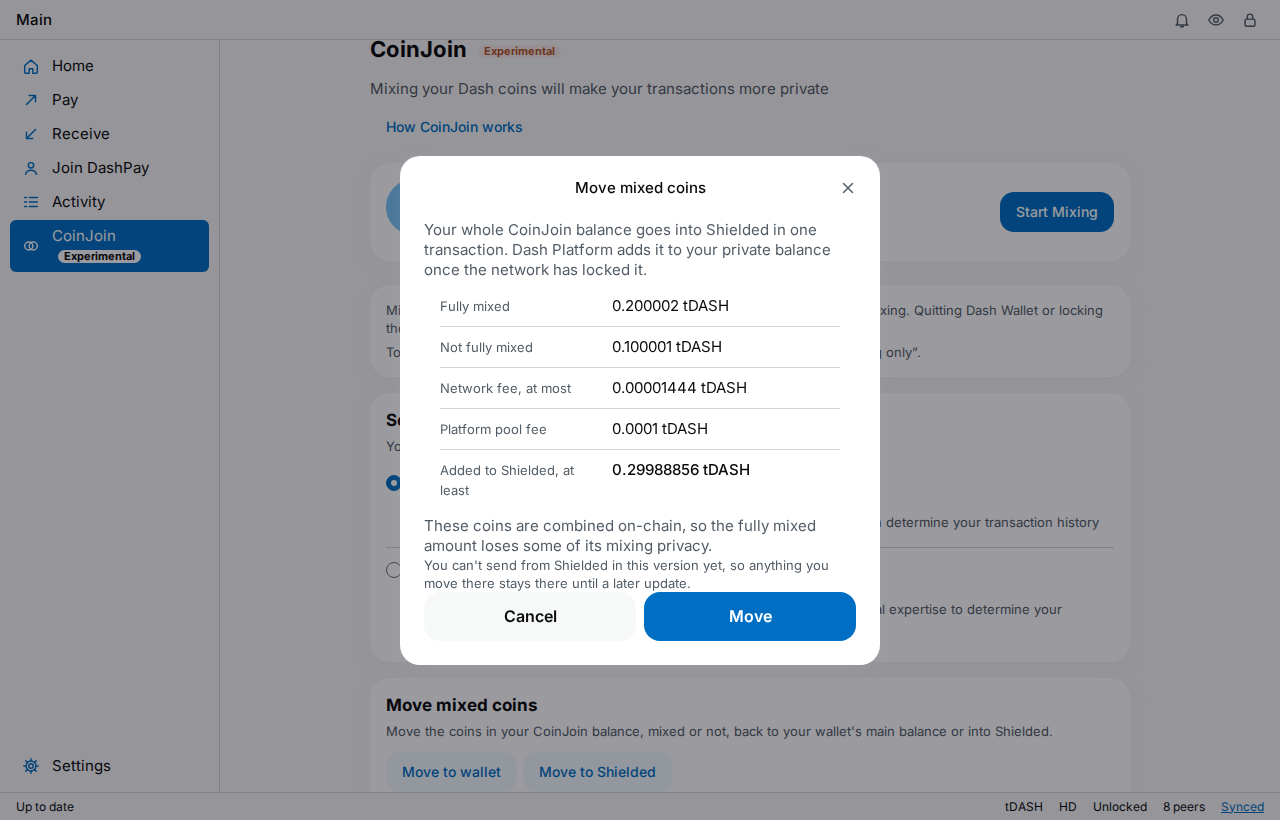 Main
Home
Pay
Receive
Join DashPay
Activity
CoinJoin
Experimental
Settings
CoinJoin Experimental
Mixing your Dash coins will make your transactions more private
How CoinJoin works
Start Mixing
xing. Quitting Dash Wallet or locking
only”.
determine your transaction history
expertise to determine your
Move mixed coins
Your whole CoinJoin balance goes into Shielded in one
transaction. Dash Platform adds it to your private balance
once the network has locked it.
Fully mixed 0.200002 tDASH
Not fully mixed 0.100001 tDASH
Network fee, at most 0.00001444 tDASH
Platform pool fee 0.0001 tDASH
Added to Shielded, at 0.29988856 tDASH
least
These coins are combined on-chain, so the fully mixed
amount loses some of its mixing privacy.
You can't send from Shielded in this version yet, so anything you
move there stays there until a later update.
Cancel Move
Move mixed coins
Move the coins in your CoinJoin balance, mixed or not, back to your wallet's main balance or into Shielded.
Move to wallet Move to Shielded
Up to date tDASH HD Unlocked 8 peers Synced